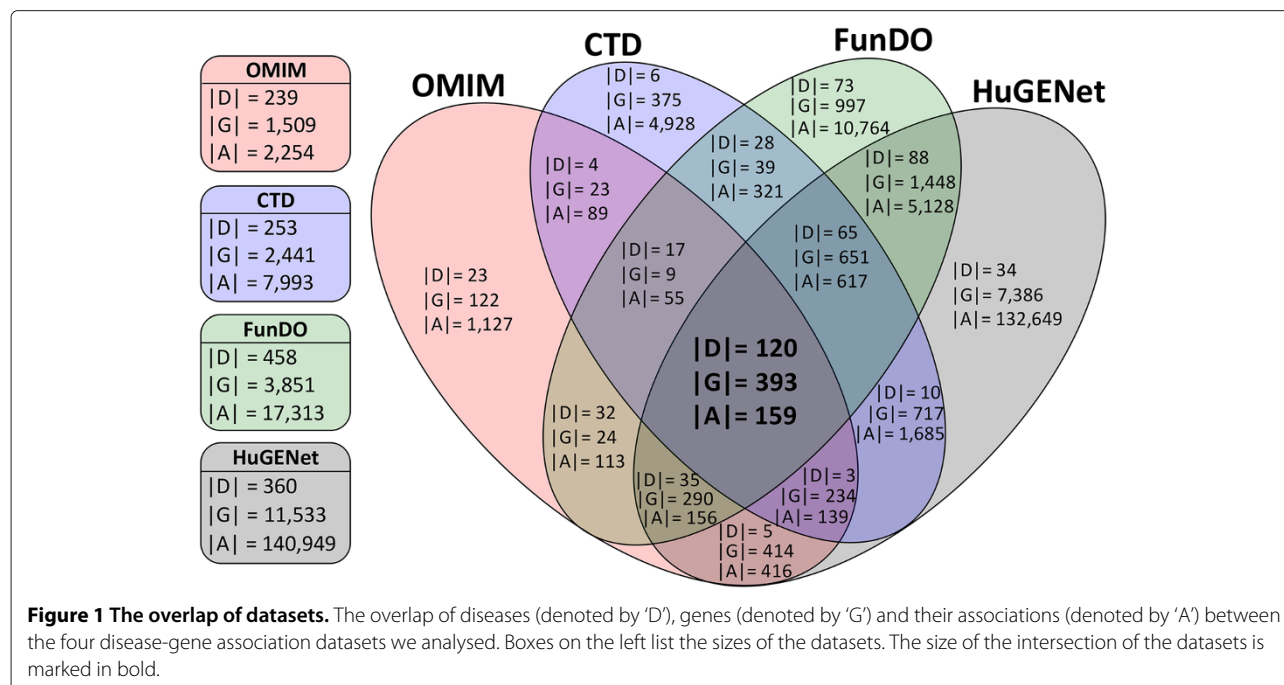 OMIM
|D| = 239
|G| = 1,509
|A| = 2,254
CTD
|D| = 253
|G| = 2,441
|A| = 7,993
FunDO
|D| = 458
|G| = 3,851
|A| = 17,313
HuGENet
|D| = 360
|G| = 11,533
|A| = 140,949
OMIM
CTD
FunDO
HuGENet
|D|= 6
|G|= 375
|A|= 4,928
|D|= 73
|G|= 997
|A|= 10,764
|D|= 4
|G|= 23
|A|= 89
|D|= 28
|G|= 39
|A|= 321
|D|= 88
|G|= 1,448
|A|= 5,128
|D|= 23
|G|= 122
|A|= 1,127
|D|= 17
|G|= 9
|A|= 55
|D|= 65
|G|= 651
|A|= 617
|D|= 34
|G|= 7,386
|A|= 132,649
|D|= 120
|G|= 393
|A|= 159
|D|= 32
|G|= 24
|A|= 113
|D|= 10
|G|= 717
|A|= 1,685
|D|= 35
|G|= 290
|A|= 156
|D|= 3
|G|= 234
|A|= 139
|D|= 5
|G|= 414
|A|= 416
Figure 1 The overlap of datasets. The overlap of diseases (denoted by ‘D’), genes (denoted by ‘G’) and their associations (denoted by ‘A’) between
the four disease-gene association datasets we analysed. Boxes on the left list the sizes of the datasets. The size of the intersection of the datasets is
marked in bold.